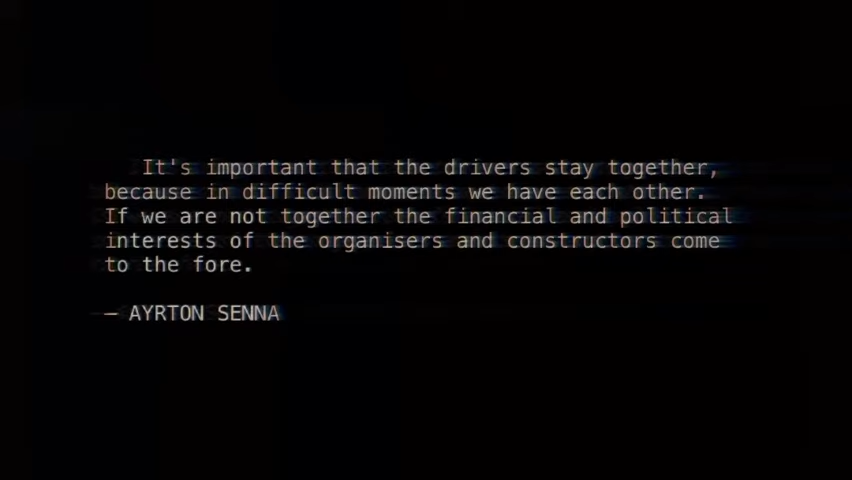 It's important that the drivers stay together,
because in difficult moments we have each other.
If we are not together the financial and political
interests of the organisers and constructors come
to the fore.
— AYRTON SENNA